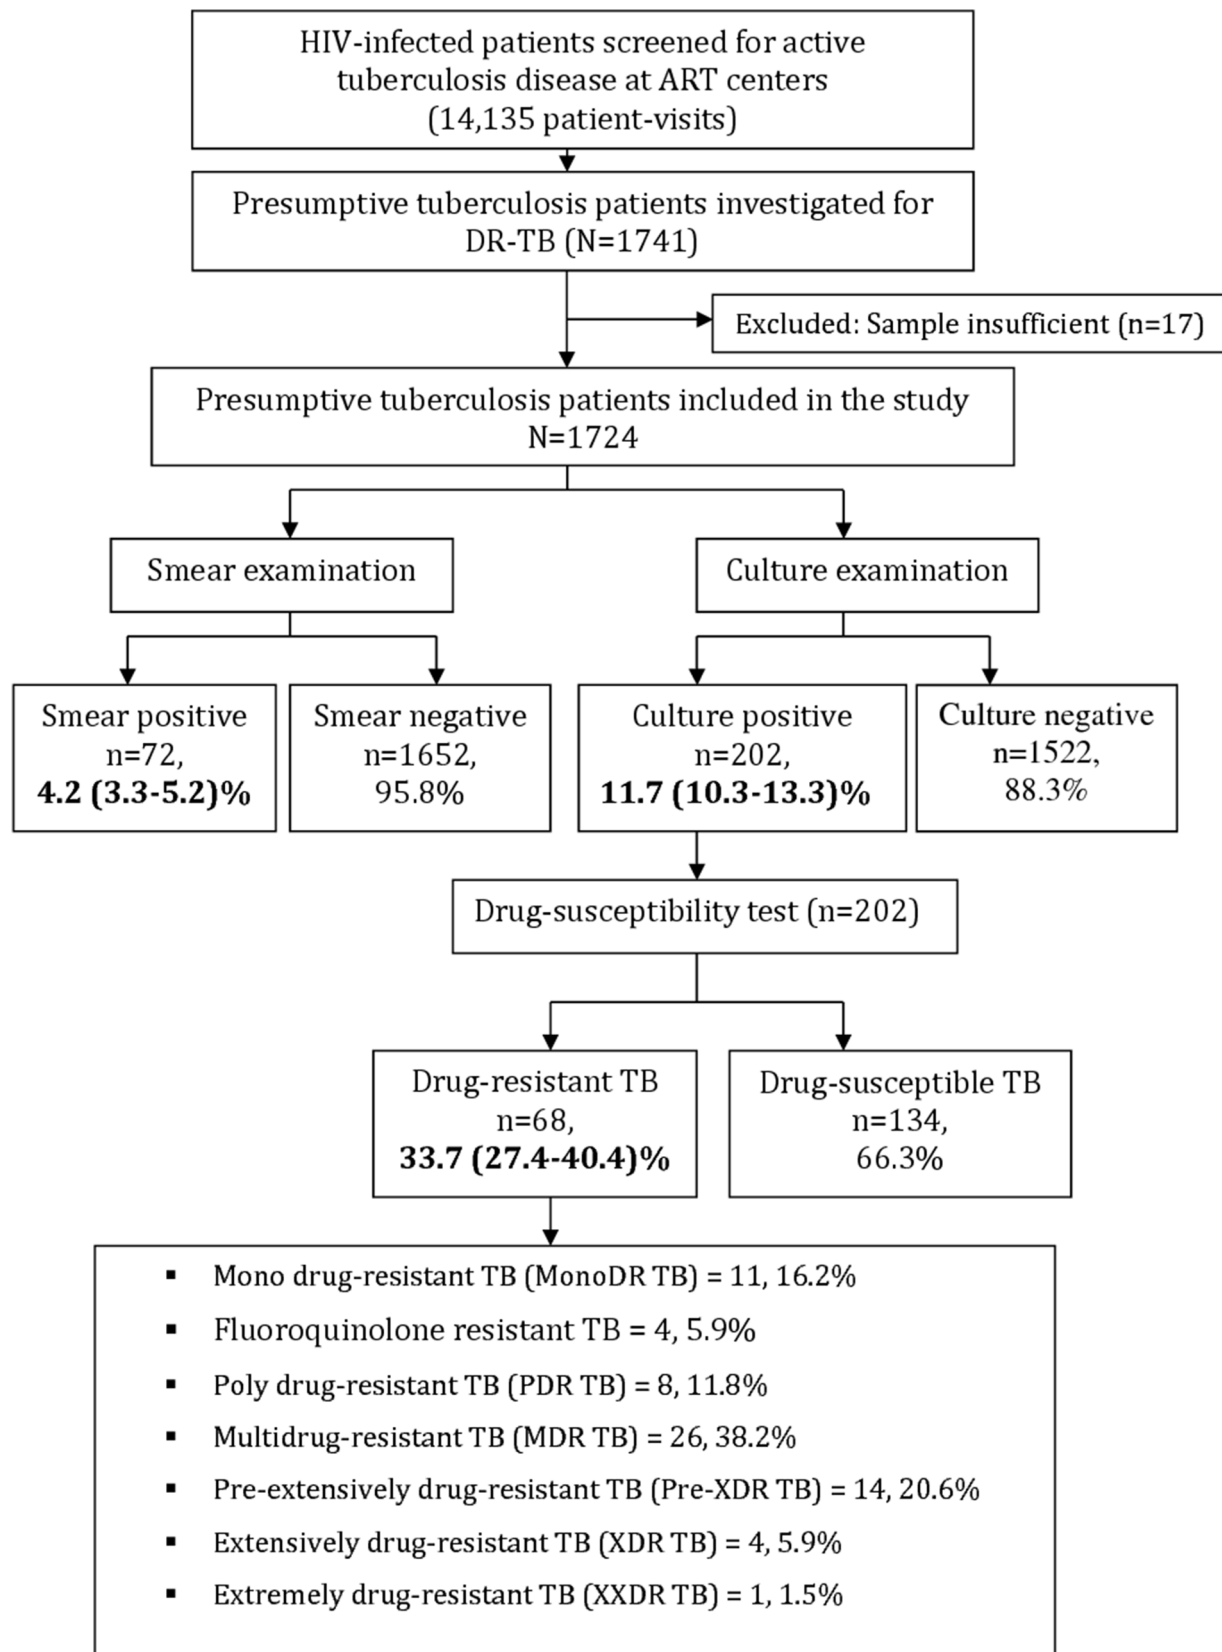 HIV-infected patients screened for active
tuberculosis disease at ART centers
(14,135 patient-visits)
Presumptive tuberculosis patients investigated for
DR-TB (N=1741)
Excluded: Sample insufficient (n=17)
Presumptive tuberculosis patients included in the study
N=1724
Smear examination
Culture examination
Smear positive
n=72,
4.2 (3.3-5.2)%
Smear negative
n=1652,
95.8%
Culture positive
n=202,
11.7 (10.3-13.3)%
Culture negative
n=1522,
88.3%
Drug-susceptibility test (n=202)
Drug-resistant TB
n=68,
33.7 (27.4-40.4)%
Drug-susceptible TB
n=134,
66.3%
▪ Mono drug-resistant TB (MonoDR TB) = 11, 16.2%
▪ Fluoroquinolone resistant TB = 4, 5.9%
▪ Poly drug-resistant TB (PDR TB) = 8, 11.8%
▪ Multidrug-resistant TB (MDR TB) = 26, 38.2%
▪ Pre-extensively drug-resistant TB (Pre-XDR TB) = 14, 20.6%
▪ Extensively drug-resistant TB (XDR TB) = 4, 5.9%
▪ Extremely drug-resistant TB (XXDR TB) = 1, 1.5%